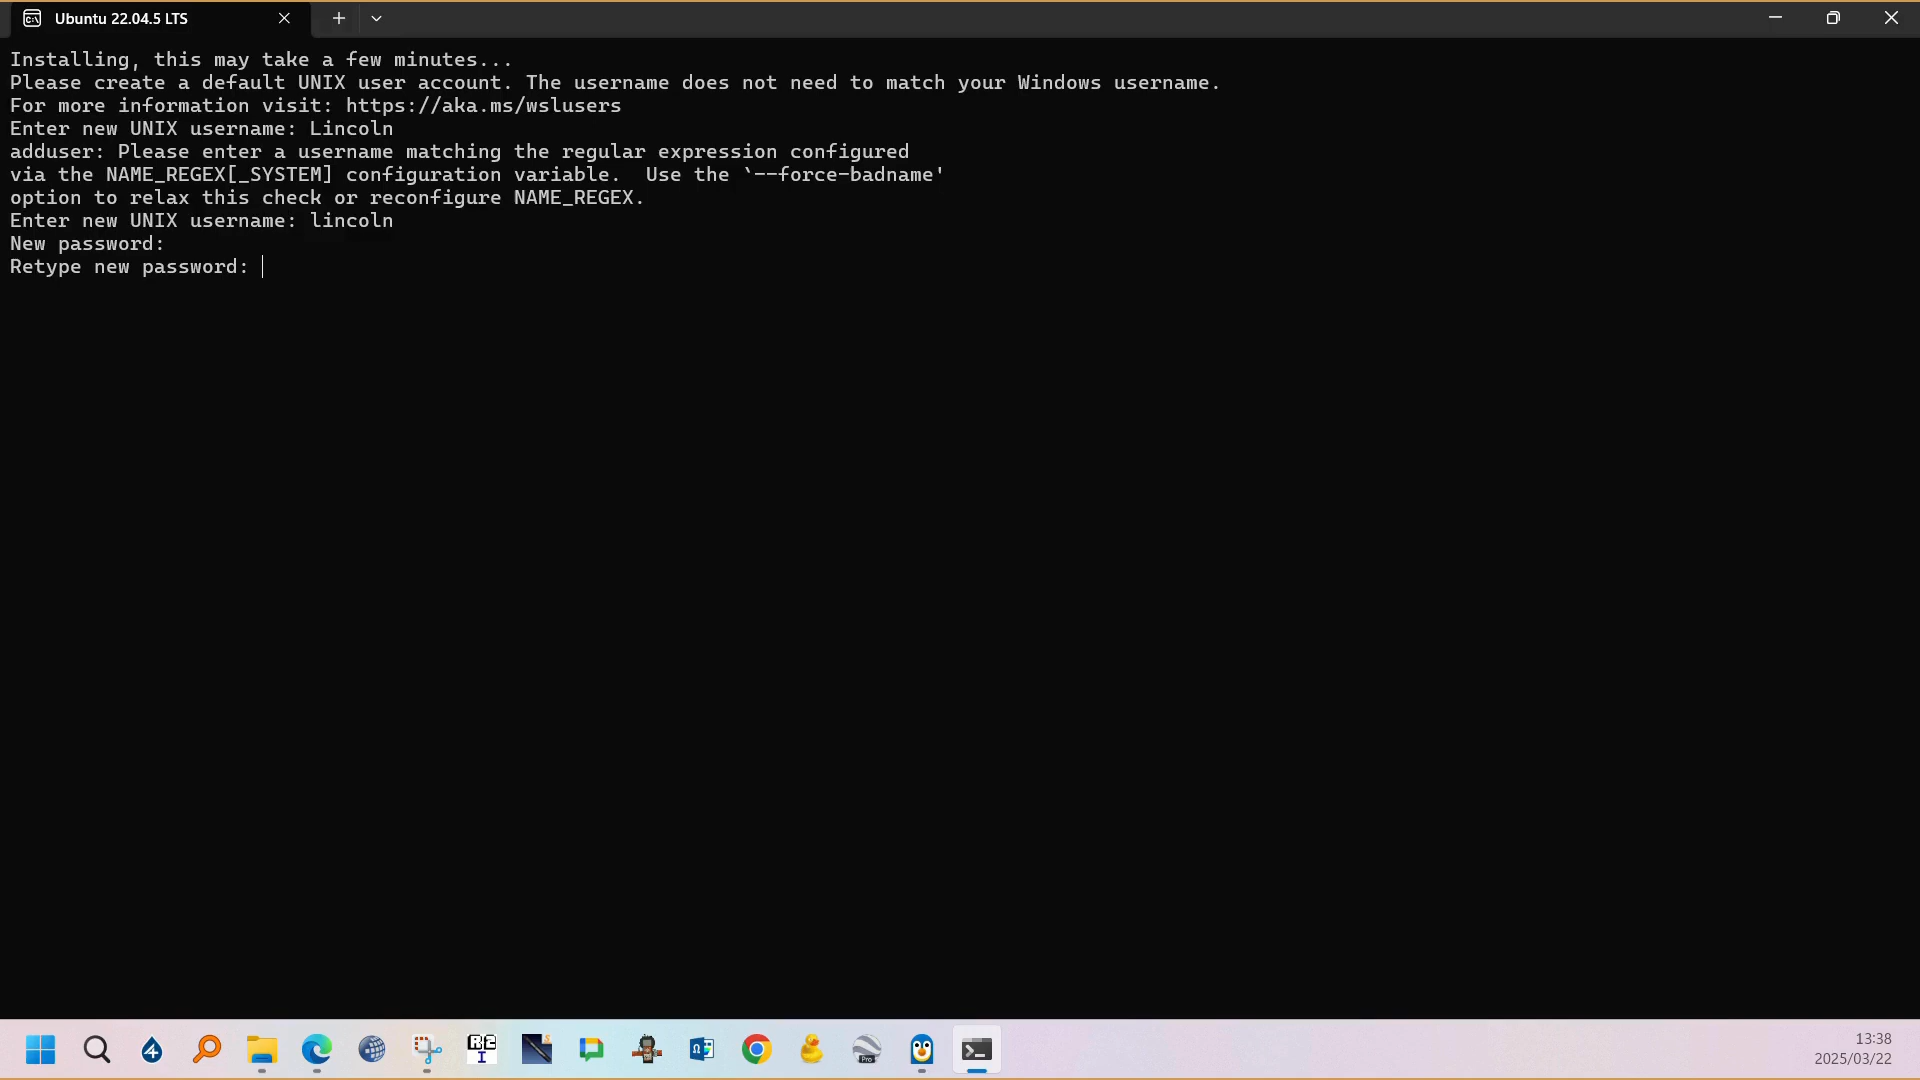 Ubuntu 22.04.5 LTS
Installing, this may take a few minutes...
Please create a default UNIX user account. The username does not need to match your Windows username.
For more information visit: https://aka.ms/wslusers
Enter new UNIX username: Lincoln
adduser: Please enter a username matching the regular expression configured
via the NAME_REGEX[_SYSTEM] configuration variable.  Use the `--force-badname'
option to relax this check or reconfigure NAME_REGEX.
Enter new UNIX username: lincoln
New password:
Retype new password:
4
R2
I
Pro
13:38
2025/03/22